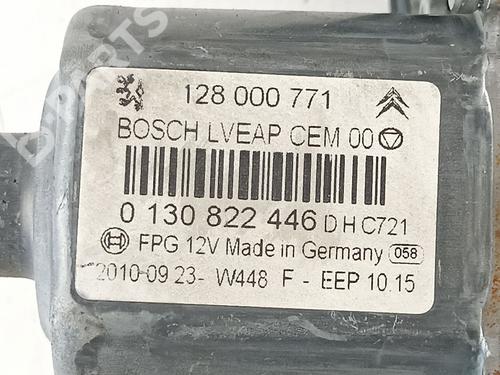 128 000 771
BOSCH LVEAP CEM 00
0 130 822 446 D H C721
FPG 12V Made in Germany 058
2010-09 23- W448 F - EEP 10.15
B-PARTS